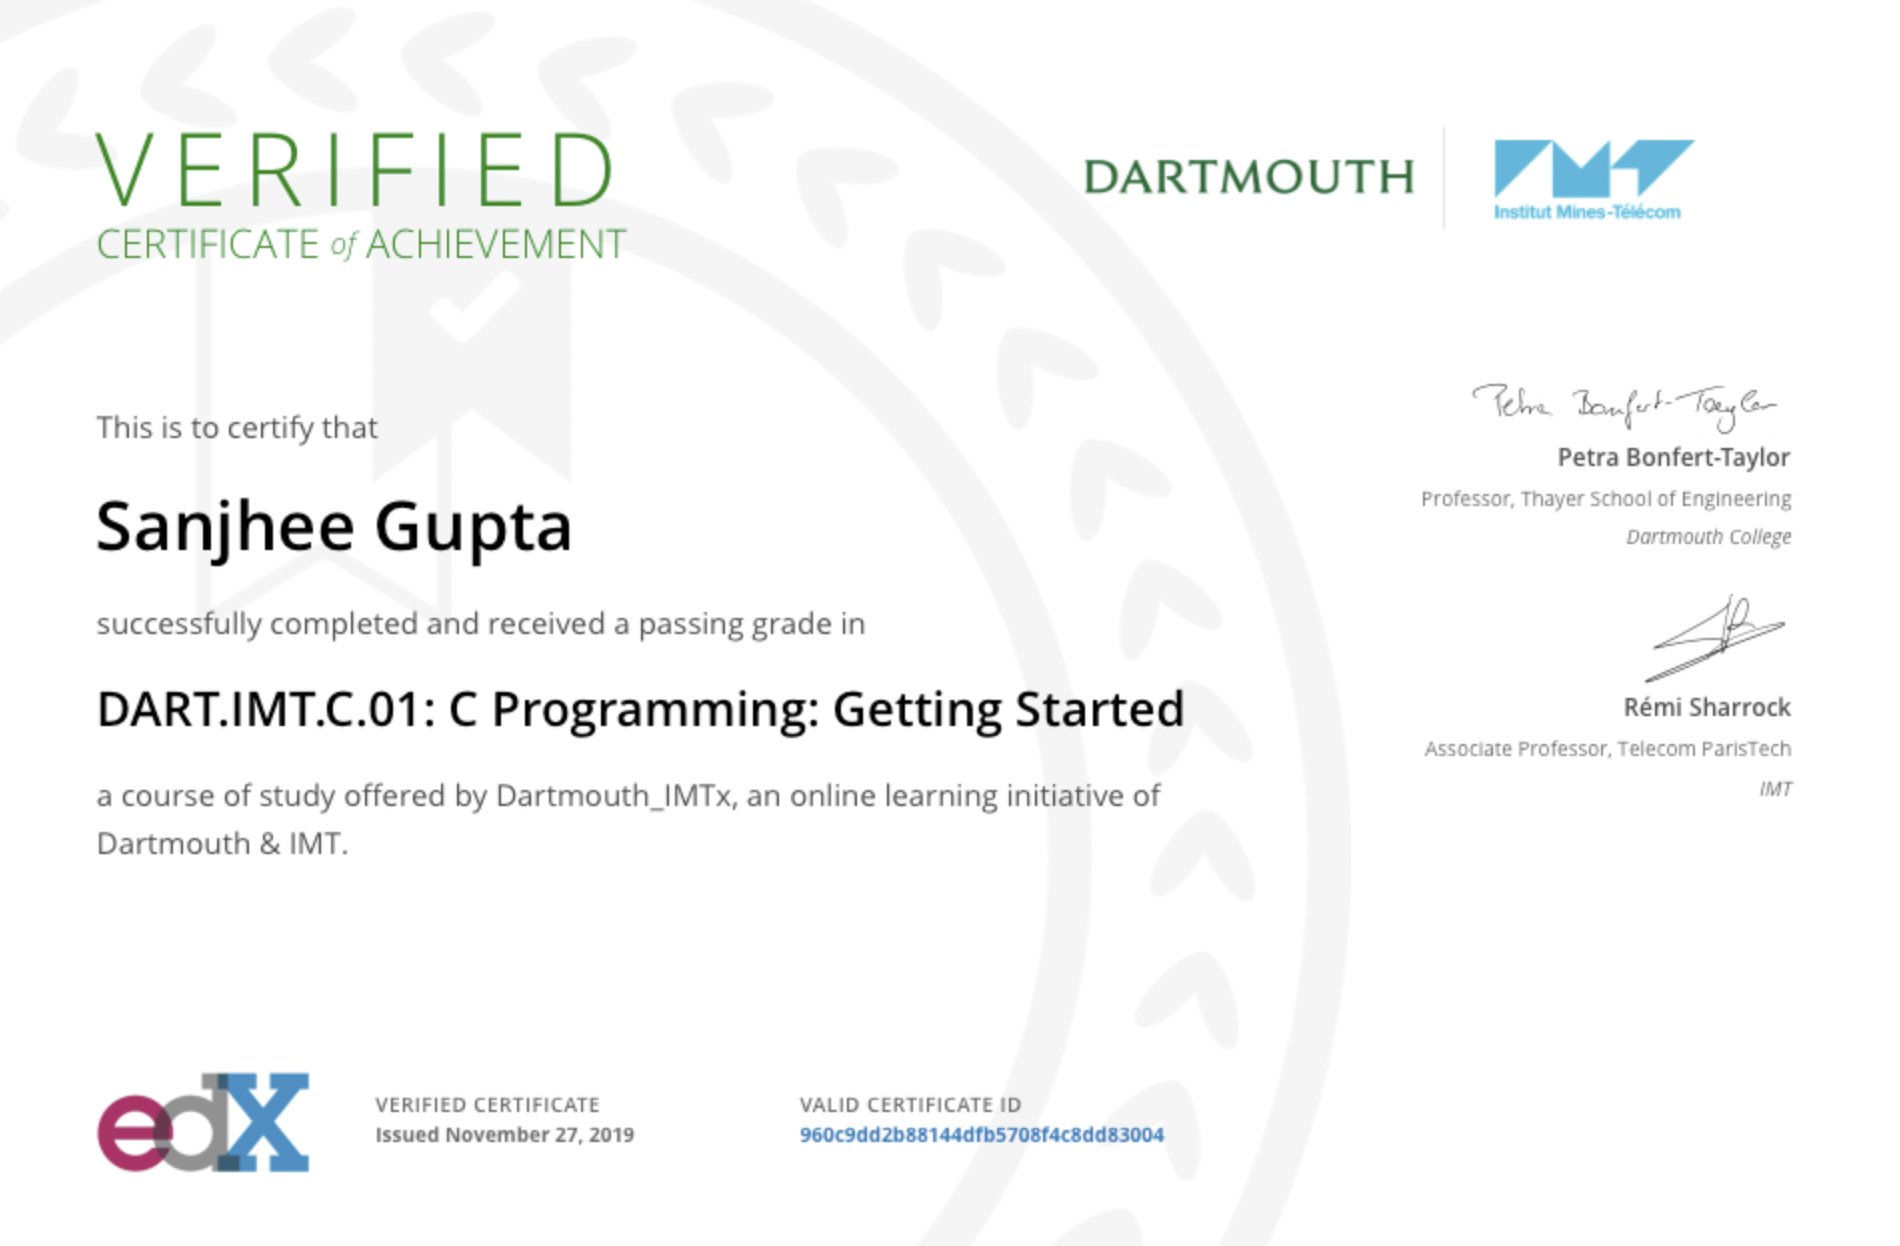 VERIFIED
CERTIFICATE of ACHIEVEMENT
DARTMOUTH
Institut Mines-Télécom
This is to certify that
Sanjhee Gupta
successfully completed and received a passing grade in
DART.IMT.C.01: C Programming: Getting Started
a course of study offered by Dartmouth_IMTx, an online learning initiative of
Dartmouth & IMT.
Petra Bonfert-Taylor
Petra Bonfert-Taylor
Professor, Thayer School of Engineering
Dartmouth College
Rémi Sharrock
Associate Professor, Telecom ParisTech
IMT
edX
VERIFIED CERTIFICATE
Issued November 27, 2019
VALID CERTIFICATE ID
960c9dd2b88144dfb5708f4c8dd83004